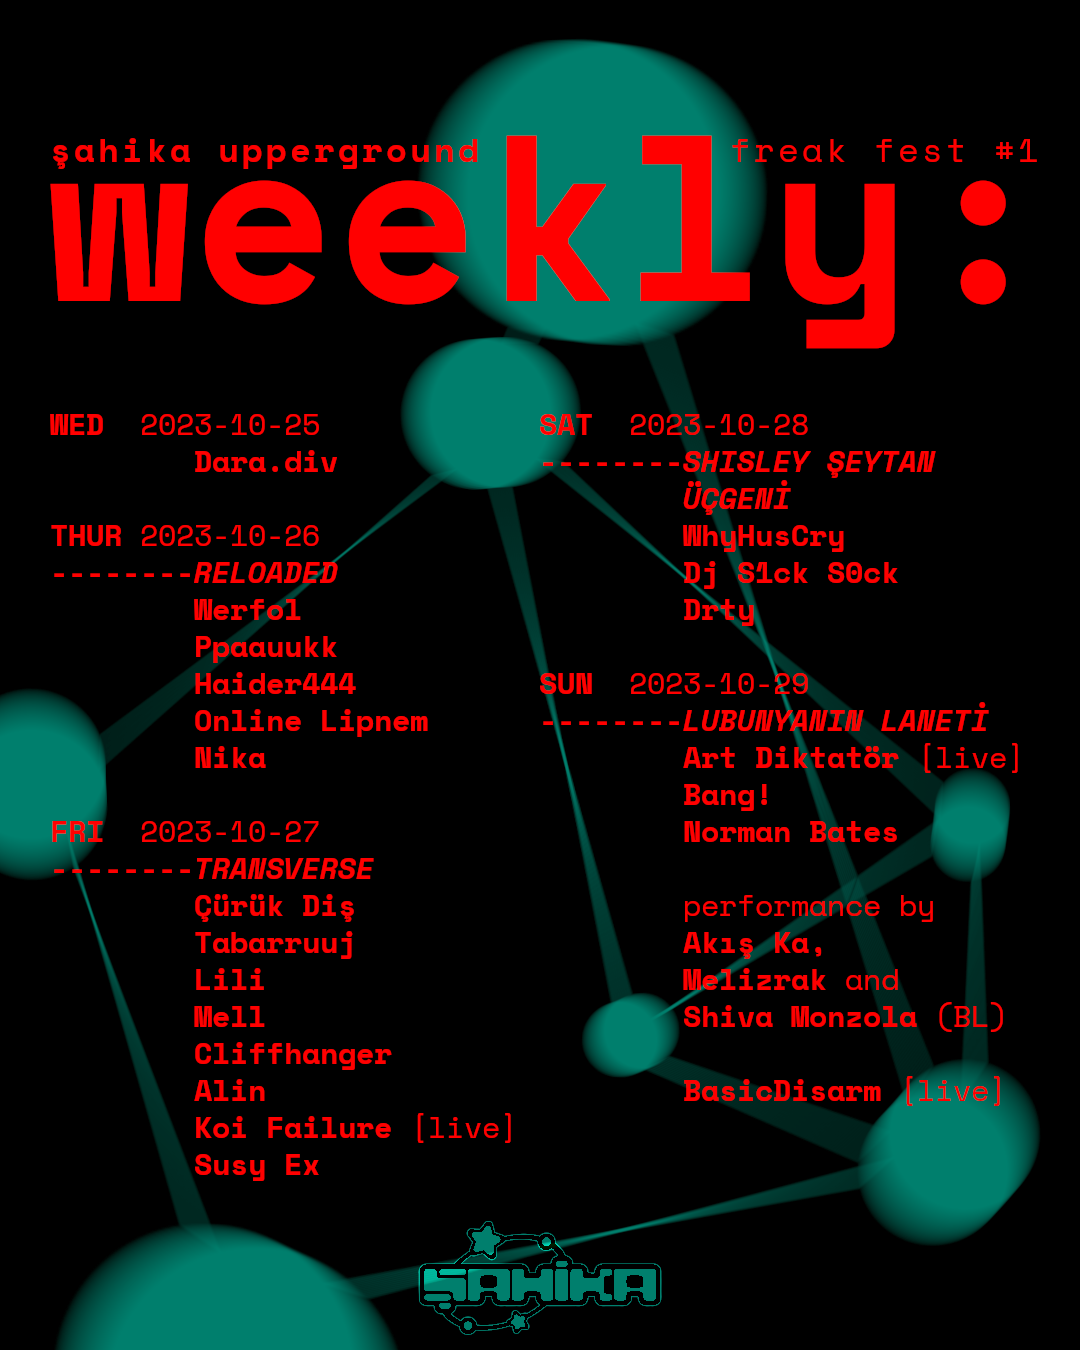 şahika upperground
freak fest #1
weekly:
WED 2023-10-25
Dara.div
THUR 2023-10-26
--------RELOADED
Werfol
Ppaauukk
Haider444
Online Lipnem
Nika
FRI 2023-10-27
--------TRANSVERSE
Çürük Diş
Tabarruuj
Lili
Mell
Cliffhanger
Alin
Koi Failure [live]
Susy Ex
SAT 2023-10-28
--------SHISLEY ŞEYTAN
ÜÇGENİ
WhyHusCry
Dj S1ck S0ck
Drty
SUN 2023-10-29
--------LUBUNYANIN LANETİ
Art Diktatör [live]
Bang!
Norman Bates
performance by
Akış Ka,
Melizrak and
Shiva Monzola (BL)
BasicDisarm [live]
ŞAHİKA